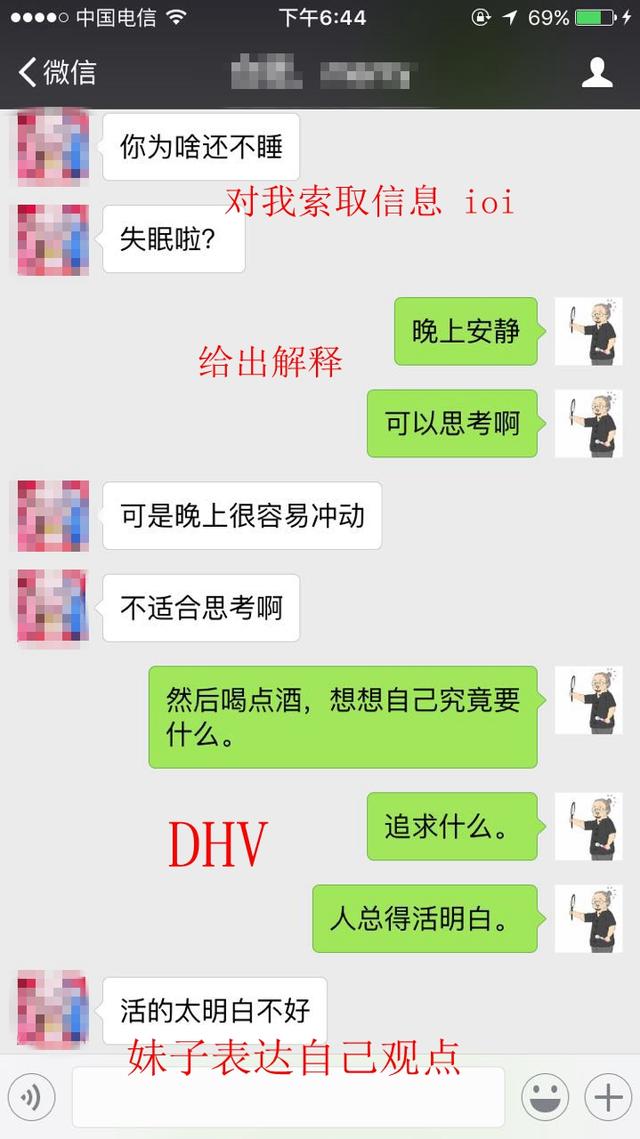 中国电信
下午6:44
69%
微信
你为啥还不睡
对我索取信息 ioi
失眠啦?
晚上安静
给出解释
可以思考啊
可是晚上很容易冲动
不适合思考啊
然后喝点酒，想想自己究竟要
什么。
追求什么。
DHV
人总得活明白。
活的太明白不好
妹子表达自己观点